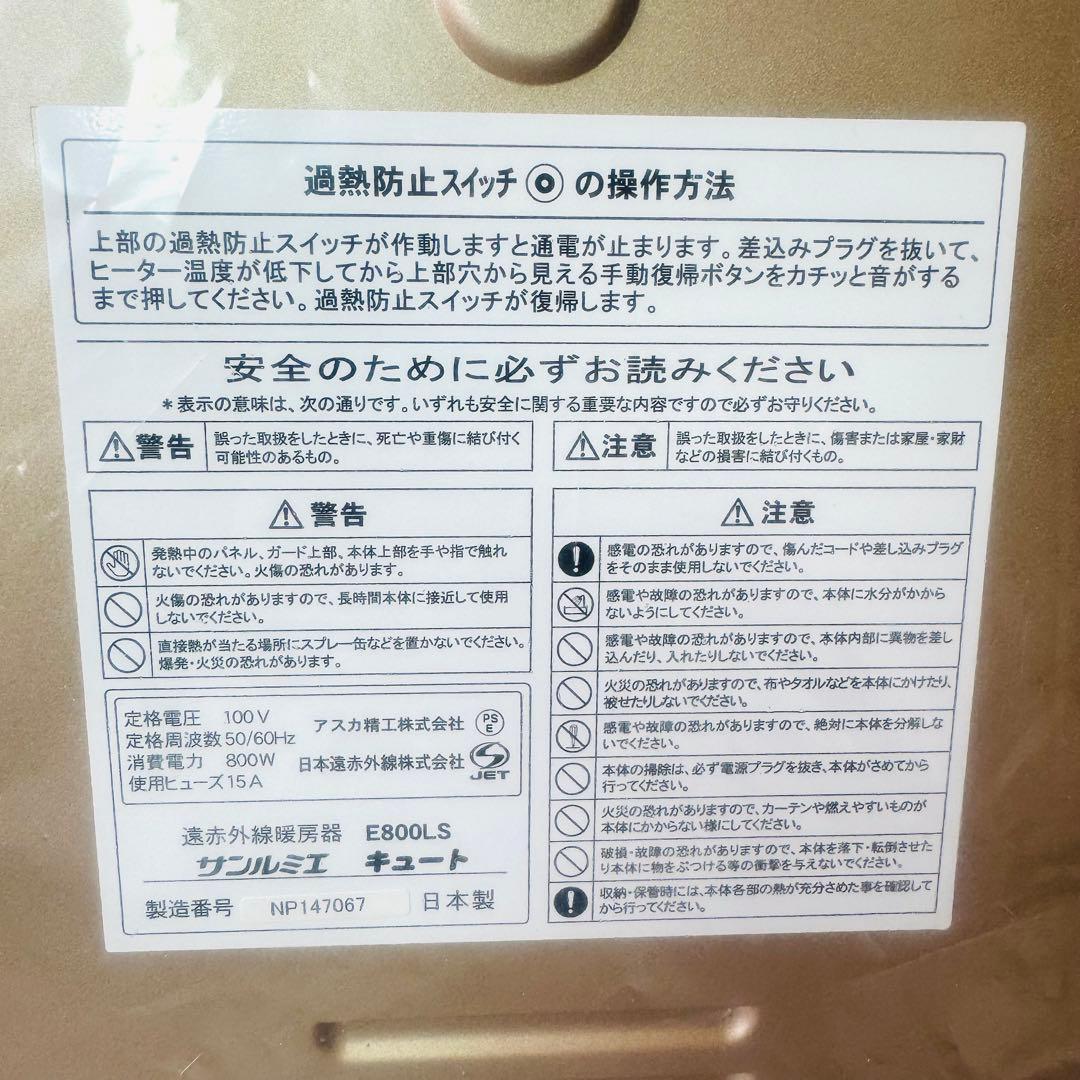 過熱防止スイッチ◎の操作方法
上部の過熱防止スイッチが作動しますと通電が止まります。差込みプラグを抜いて、
ヒーター温度が低下してから上部穴から見える手動復帰ボタンをカチッと音がする
まで押してください。過熱防止スイッチが復帰します。
安全のために必ずお読みください
*表示の意味は、次の通りです。いずれも安全に関する重要な内容ですので必ずお守りください。
警告
誤った取扱をしたときに、死亡や重傷に結び付く
可能性のあるもの。
注意
誤った取扱をしたときに、傷害または家屋・家財
などの損害に結び付くもの。
警告
発熱中のパネル、ガード上部、本体上部を手や指で触れ
ないでください。火傷の恐れがあります。
火傷の恐れがありますので、長時間本体に接近して使用
しないでください。
直接熱が当たる場所にスプレー缶などを置かないでください。
爆発・火災の恐れがあります。
定格電圧 100V
定格周波数 50/60Hz
消費電力 800W
使用ヒューズ 15A
アスカ精工株式会社
PS
E
日本遠赤外線株式会社
JET
遠赤外線暖房器 E800LS
サンルミエ キュート
製造番号 NP147067 日本製
注意
感電の恐れがありますので、傷んだコードや差し込みプラグ
をそのまま使用しないでください。
感電や故障の恐れがありますので、本体に水分がかから
ないようにしてください。
感電や故障の恐れがありますので、本体内部に異物を差し
込んだり、入れたりしないでください。
火災の恐れがありますので、布やタオルなどを本体にかけたり、
被せたりしないでください。
感電や故障の恐れがありますので、絶対に本体を分解しな
いでください。
本体の掃除は、必ず電源プラグを抜き、本体がさめてから
行ってください。
火災の恐れがありますので、カーテンや燃えやすいものが
本体にかからない様にしてください。
破損・故障の恐れがありますので、本体を落下・転倒させた
り本体に物をぶつける等の衝撃を与えないでください。
収納・保管時には、本体各部の熱が充分さめた事を確認して
から行ってください。